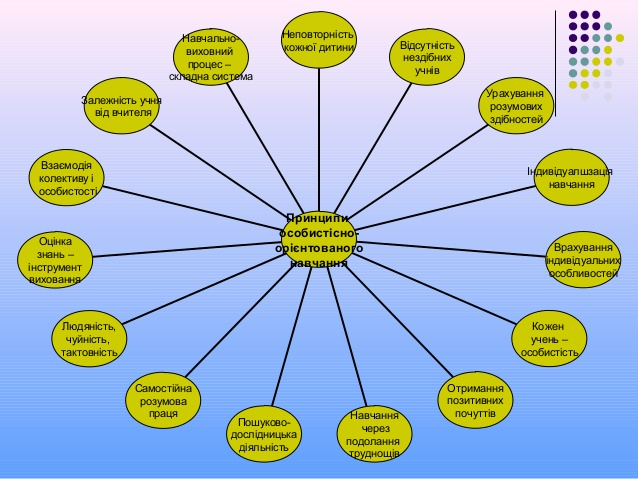 Неповторність
кожної дитини
Відсутність
нездібних
учнів
Урахування
розумових
здібностей
Індивідуапшзація
навчання
Врахування
індивідуальних
особливостей
Кожен
учень –
особистість
Отримання
позитивних
почуттів
Навчання
через
подолання
труднощів
Пошуково-
дослідницька
діяльність
Самостійна
розумова
праця
Людяність,
чуйність,
тактовність
Оцінка
знань –
інструмент
виховання
Взаємодія
колективу і
особистості
Залежність учня
від вчителя
Навчально-
виховний
процес –
складна система
Принципи
особистісно-
орієнтованого
навчання